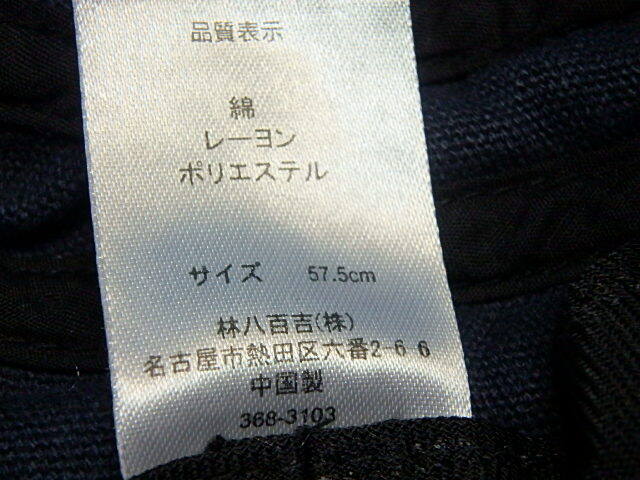 品質表示
綿
レーヨン
ポリエステル
サイズ 57.5cm
林八百吉(株)
名古屋市熱田区六番2-6 6
中国製
368-3103